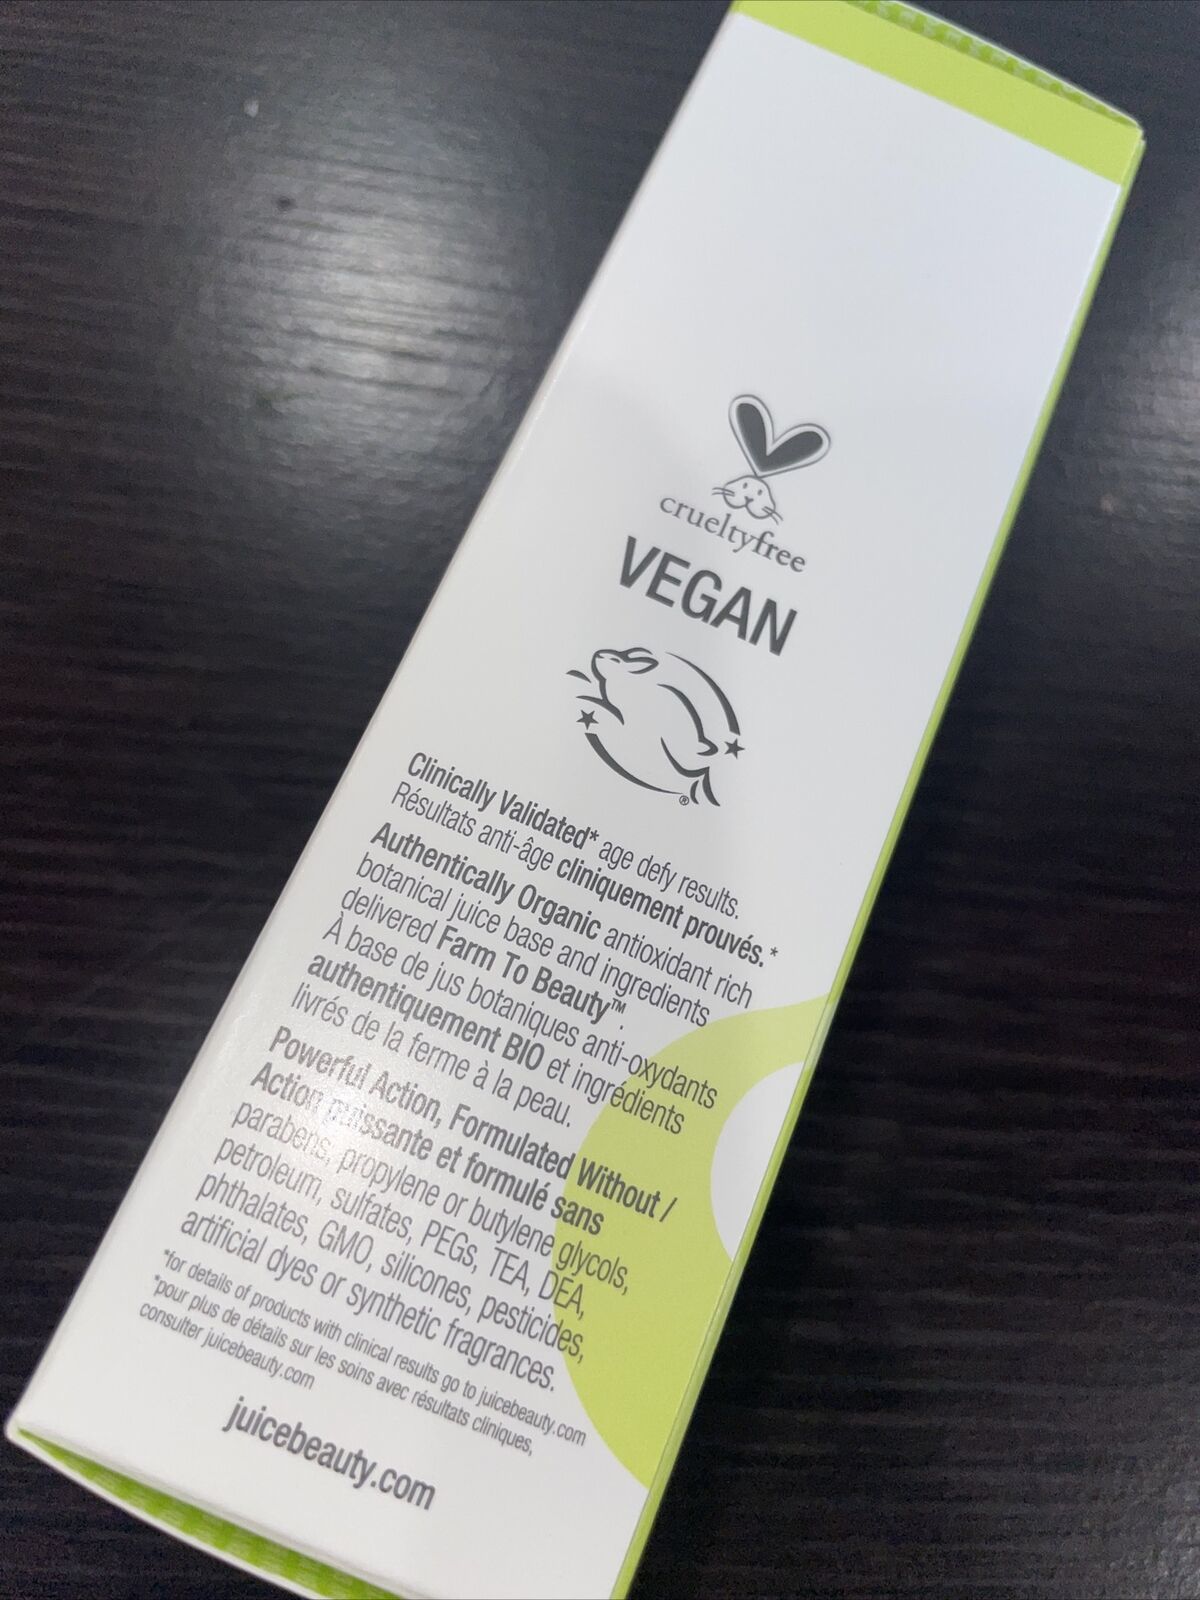 crueltyfree
VEGAN
®
Clinically Validated* age defy results.
Résultats anti-âge cliniquement prouvés.*
Authentically Organic antioxidant rich
botanical juice base and ingredients
delivered Farm To Beauty™.
À base de jus botaniques anti-oxydants
authentiquement BIO et ingrédients
livrés de la ferme à la peau.
Powerful Action, Formulated Without /
Action puissante et formulé sans
parabens, propylene or butylene glycols,
petroleum, sulfates, PEGs, TEA, DEA,
phthalates, GMO, silicones, pesticides,
artificial dyes or synthetic fragrances.
*for details of products with clinical results go to juicebeauty.com
*pour plus de détails sur les soins avec résultats cliniques,
consulter juicebeauty.com
juicebeauty.com